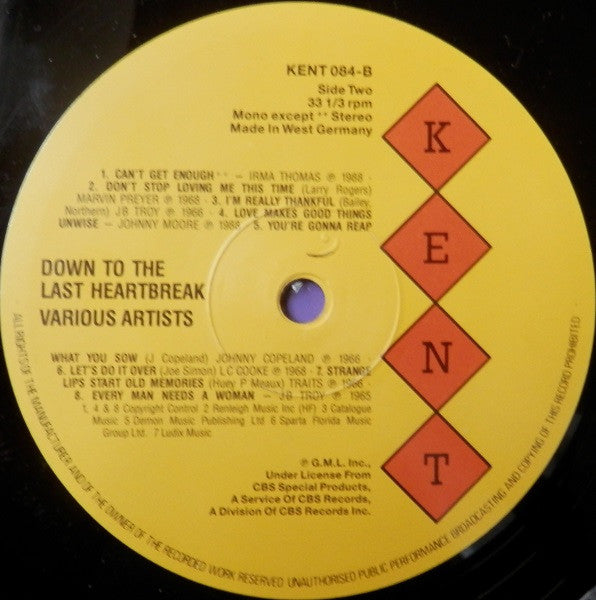 KENT 084-B
Side Two
33 1/3 rpm
Mono except ** Stereo
Made In West Germany
1. CAN'T GET ENOUGH** – IRMA THOMAS ℗ 1988 ·
2. DON'T STOP LOVING ME THIS TIME (Larry Rogers)
MARVIN PREYER ℗ 1968 · 3. I'M REALLY THANKFUL (Bailey,
Northern) J B TROY ℗ 1966 · 4. LOVE MAKES GOOD THINGS
UNWISE – JOHNNY MOORE ℗ 1988 · 5. YOU'RE GONNA REAP
DOWN TO THE
LAST HEARTBREAK
VARIOUS ARTISTS
WHAT YOU SOW (J Copeland) JOHNNY COPELAND ℗ 1966 ·
6. LET'S DO IT OVER (Joe Simon) LC COOKE ℗ 1968 · 7. STRANGE
LIPS START OLD MEMORIES (Huey P Meaux) TRAITS ℗ 1966 ·
8. EVERY MAN NEEDS A WOMAN – J B TROY ℗ 1965
1, 4 & 8 Copyright Control 2 Renleigh Music Inc (HF) 3 Catalogue
Music 5 Demon Music Publishing Ltd 6 Sparta Florida Music
Group Ltd. 7 Ludix Music
℗ G.M.L. Inc.,
Under License From
CBS Special Products,
A Service Of CBS Records,
A Division Of CBS Records Inc.
K
E
N
T
ALL RIGHTS OF THE MANUFACTURER AND OF THE OWNER OF THE RECORDED WORK RESERVED UNAUTHORISED PUBLIC PERFORMANCE BROADCASTING AND COPYING OF THIS RECORD PROHIBITED ·